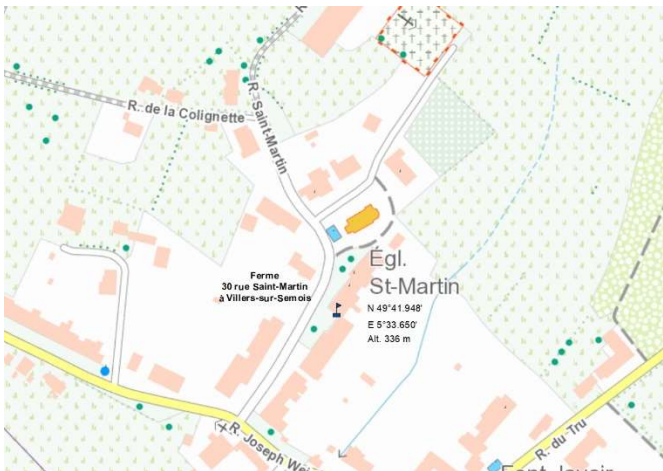 R. de la Colignette
R. Saint-Martin
Égl.
St-Martin
Ferme
30 rue Saint-Martin
à Villers-sur-Semois
N 49°41.948'
E 5°33.650'
Alt. 336 m
R. Joseph
R. du Tru